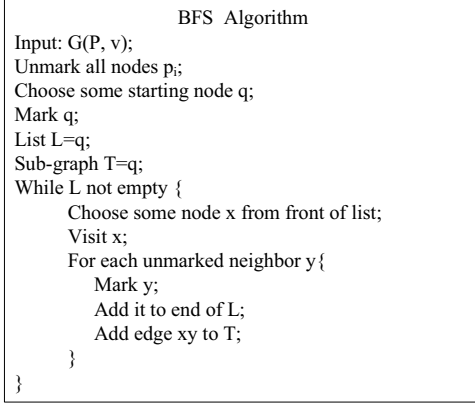 BFS Algorithm
Input: G(P, v);
Unmark all nodes pi;
Choose some starting node q;
Mark q;
List L=q;
Sub-graph T=q;
While L not empty {
Choose some node x from front of list;
Visit x;
For each unmarked neighbor y{
Mark y;
Add it to end of L;
Add edge xy to T;
}
}